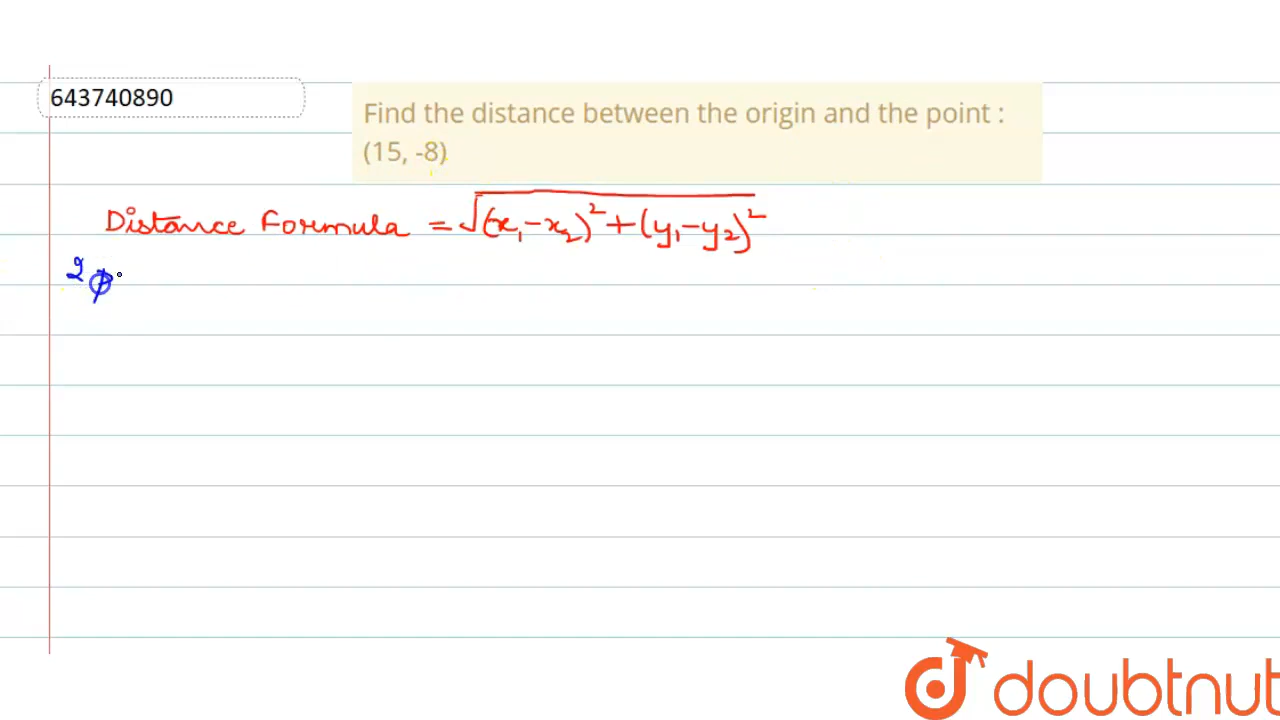 643740890
Find the distance between the origin and the point :
(15, -8)
Distance Formula = √(x₁-x₂)²+(y₁-y₂)²
2
doubtnut